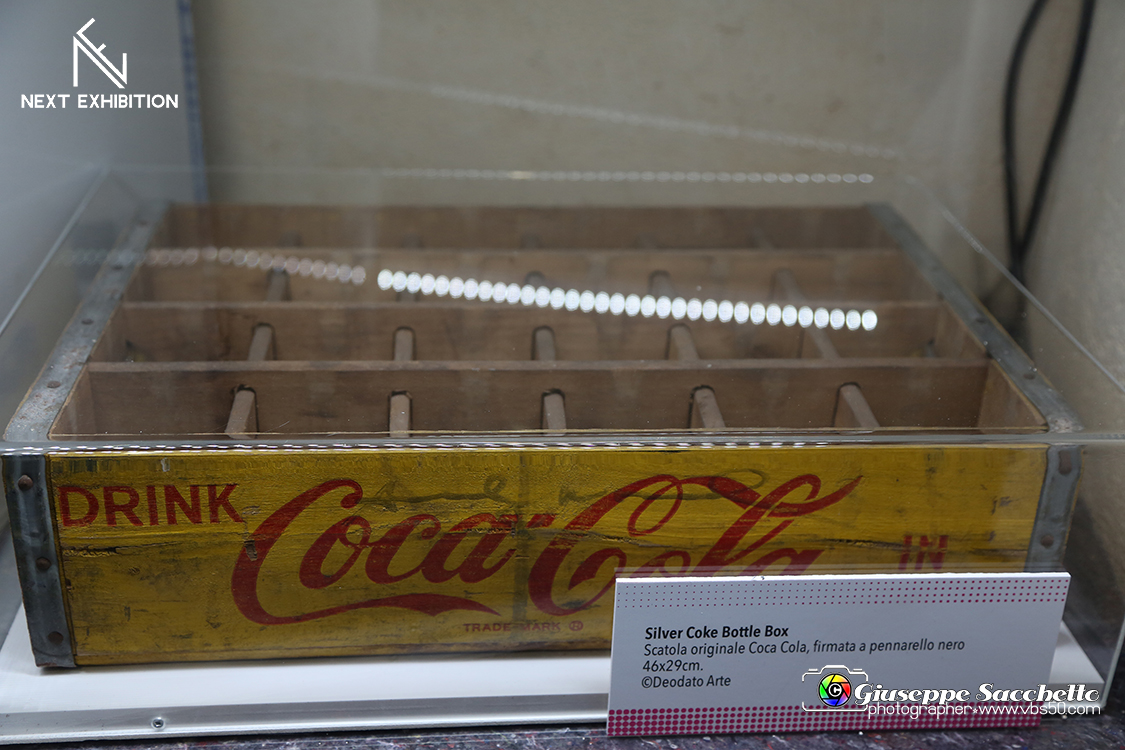 NEXT EXHIBITION
DRINK Coca-Cola IN
TRADE-MARK ®
Silver Coke Bottle Box
Scatola originale Coca Cola, firmata a pennarello nero
46x29cm.
©Deodato Arte
Giuseppe Sacchetto
photographer•www.vbs50.com